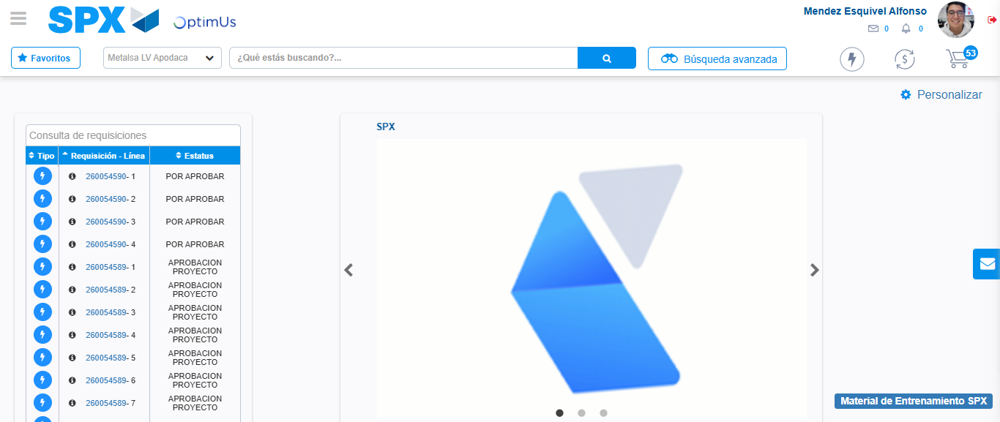 SPX
OptimUs
Mendez Esquivel Alfonso
0
0
Favoritos
Metalsa LV Apodaca
¿Qué estás buscando?...
Búsqueda avanzada
$
53
Personalizar
Consulta de requisiciones
Tipo Requisición - Línea Estatus
260054590- 1 POR APROBAR
260054590- 2 POR APROBAR
260054590- 3 POR APROBAR
260054590- 4 POR APROBAR
260054589- 1 APROBACION
PROYECTO
260054589- 2 APROBACION
PROYECTO
260054589- 3 APROBACION
PROYECTO
260054589- 4 APROBACION
PROYECTO
260054589- 5 APROBACION
PROYECTO
260054589- 6 APROBACION
PROYECTO
260054589- 7 APROBACION
PROYECTO
SPX
Material de Entrenamiento SPX